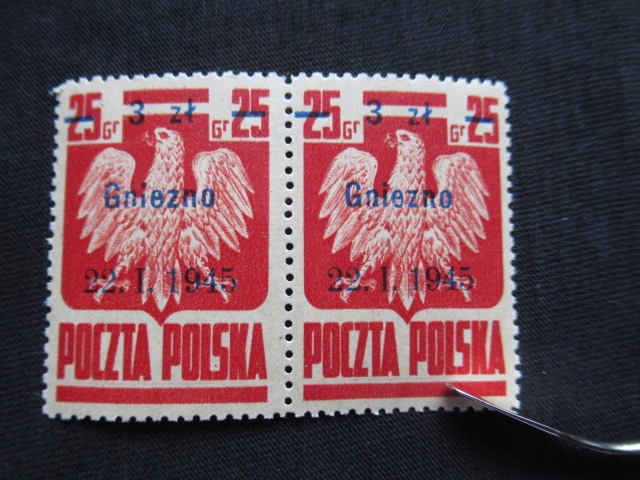 25 Gr 3 zł Gr 25
Gniezno
22. I. 1945
POCZTA POLSKA
25 Gr 3 zł Gr 25
Gniezno
22. I. 1945
POCZTA POLSKA